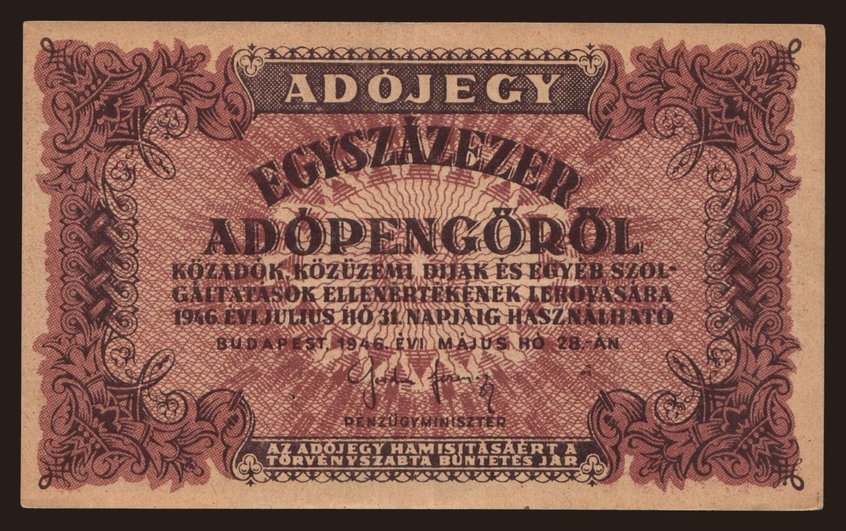 ADÓJEGY
EGYSZÁZEZER
ADÓPENGŐRŐL
KÖZADÓK, KÖZÜZEMI DIJAK ÉS EGYÉB SZOL-
GÁLTATÁSOK ELLENÉRTÉKÉNEK LEROVÁSÁRA
1946. ÉVI JULIUS HÓ 31. NAPJÁIG HASZNÁLHATÓ
BUDAPEST, 1946. ÉVI MÁJUS HÓ 28.-ÁN
PÉNZÜGYMINISZTER
AZ ADÓJEGY HAMISITÁSÁÉRT A
TÖRVÉNYSZABTA BÜNTETÉS JÁR